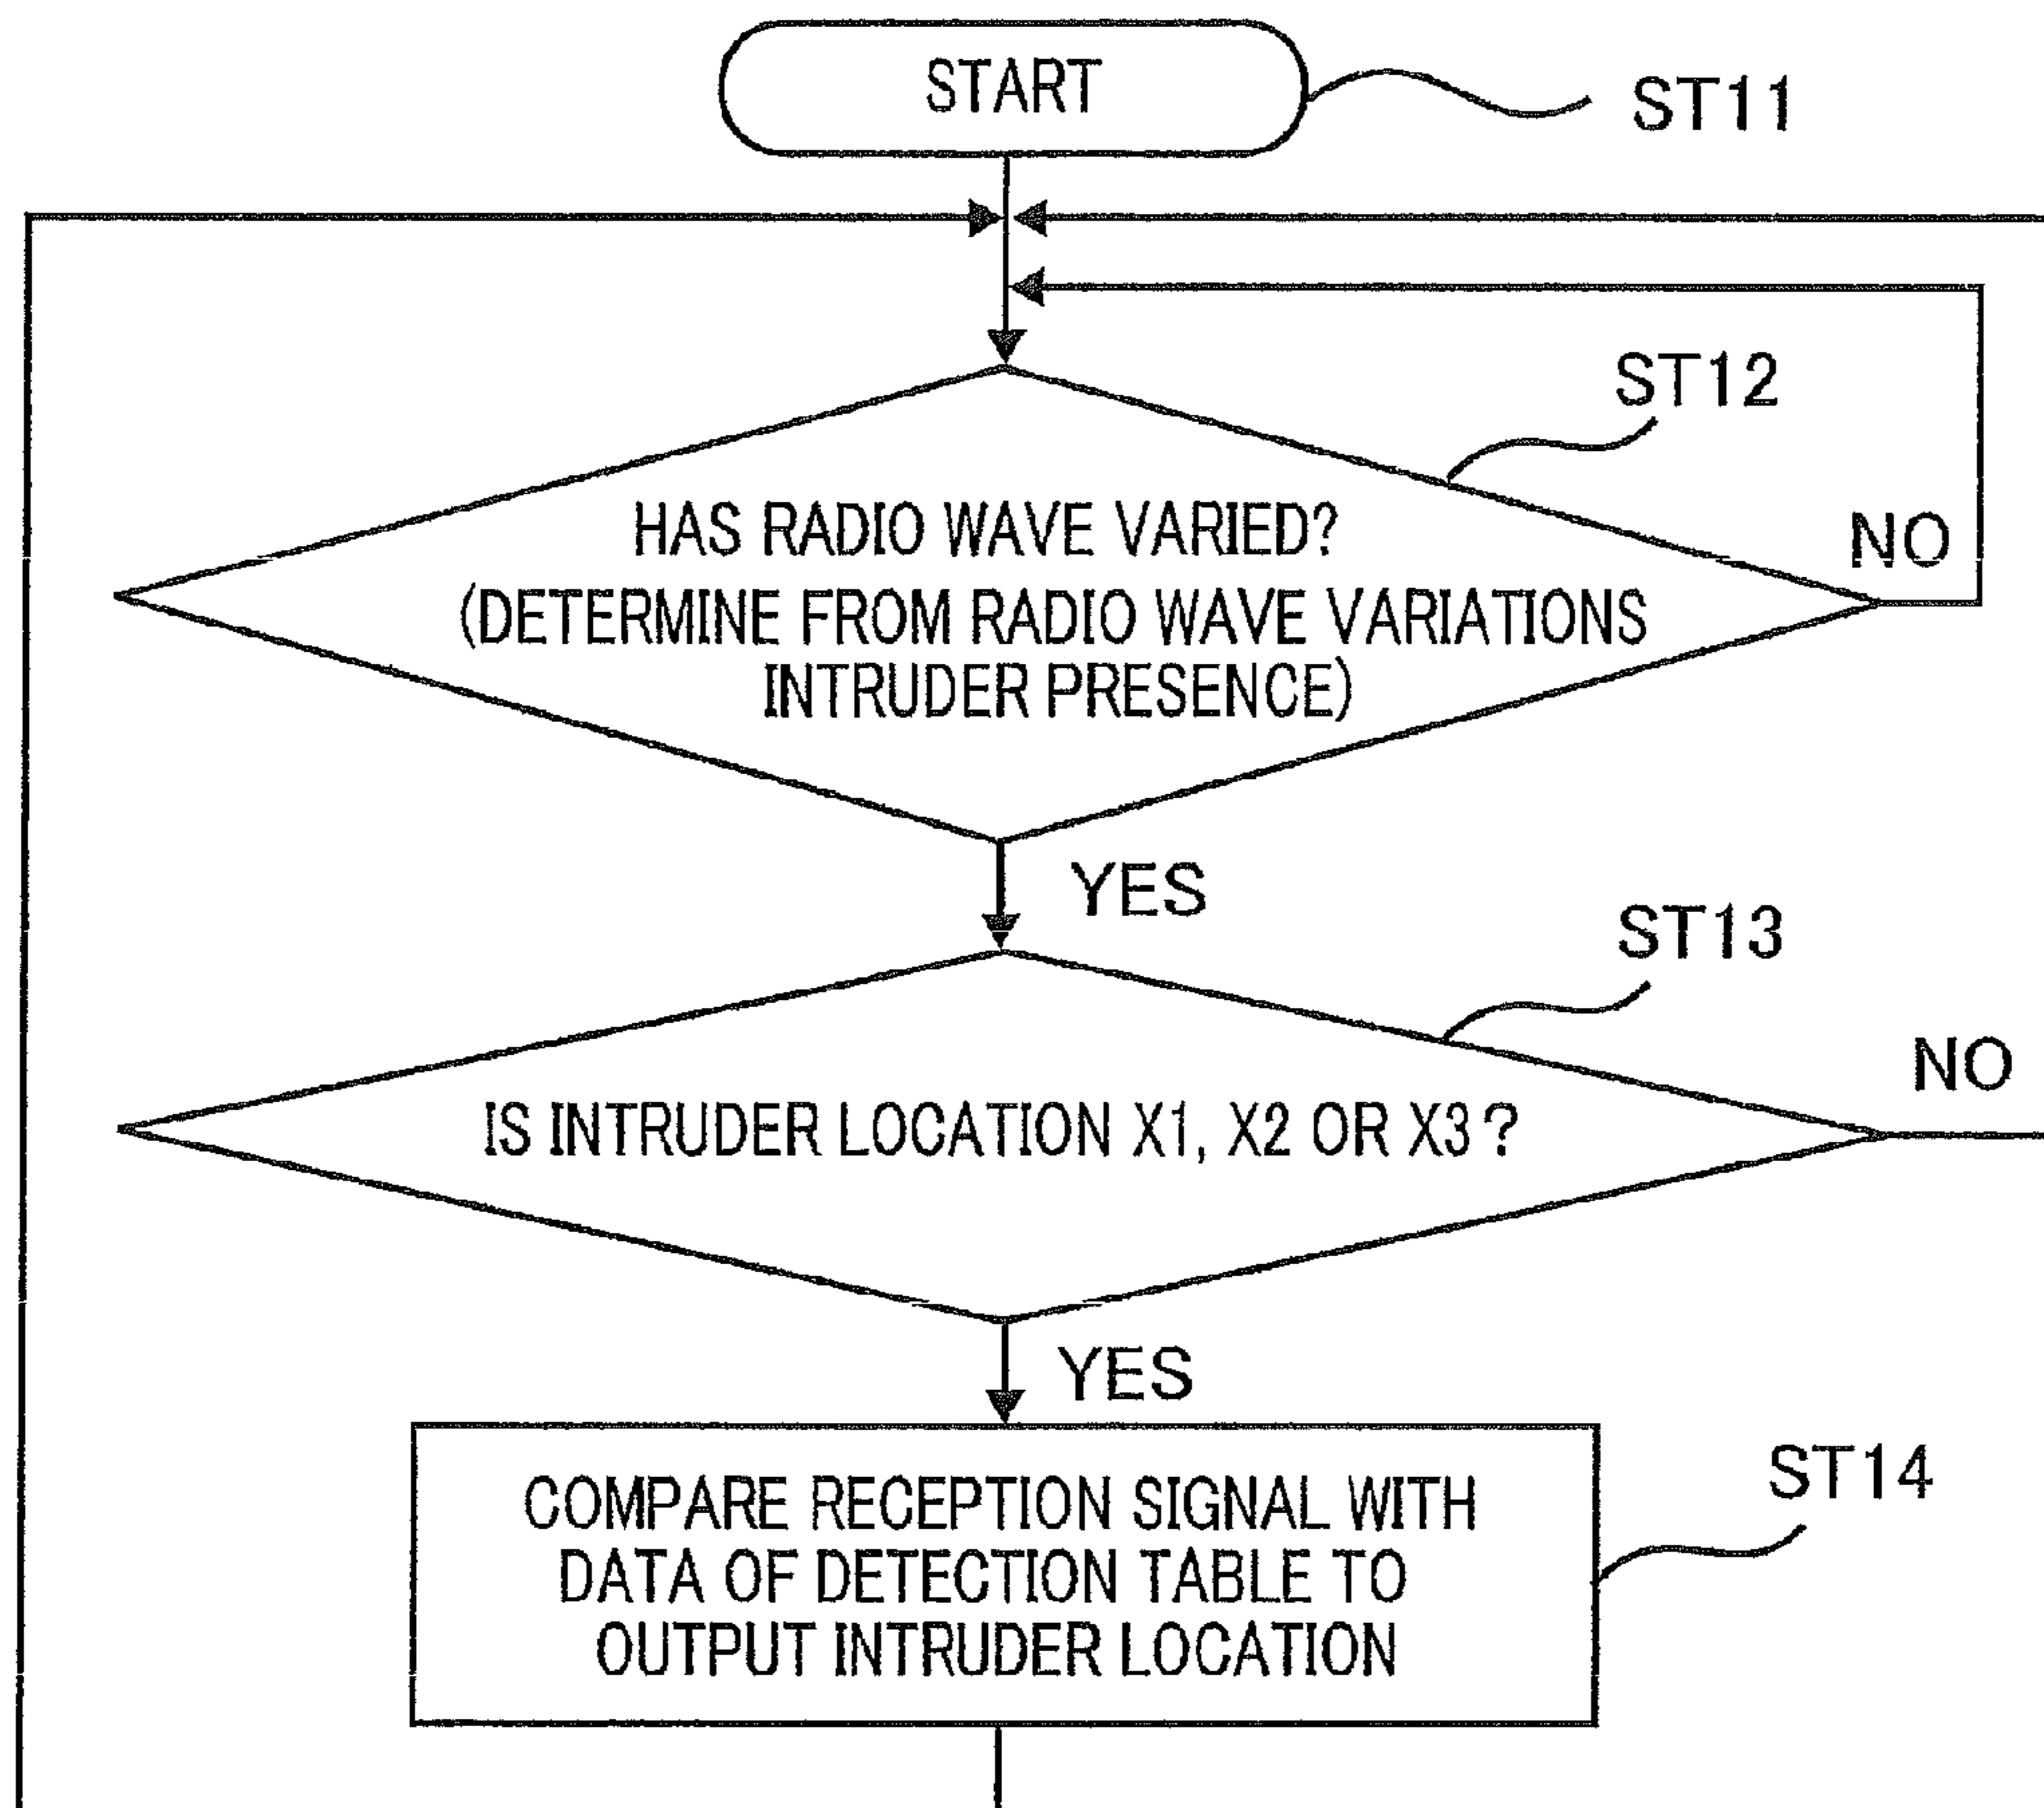 START
ST11
ST12
HAS RADIO WAVE VARIED?
NO
(DETERMINE FROM RADIO WAVE VARIATIONS
INTRUDER PRESENCE)
YES
ST13
NO
IS INTRUDER LOCATION X1, X2 OR X3?
YES
ST14
COMPARE RECEPTION SIGNAL WITH
DATA OF DETECTION TABLE TO
OUTPUT INTRUDER LOCATION